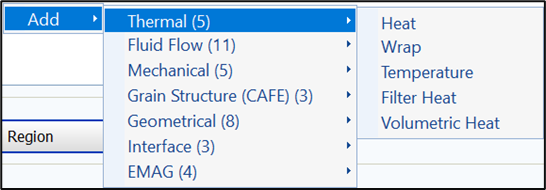 Add
Thermal (5)
Fluid Flow (11)
Mechanical (5)
Grain Structure (CAFE) (3)
Geometrical (8)
Interface (3)
EMAG (4)
Heat
Wrap
Temperature
Filter Heat
Volumetric Heat
Region